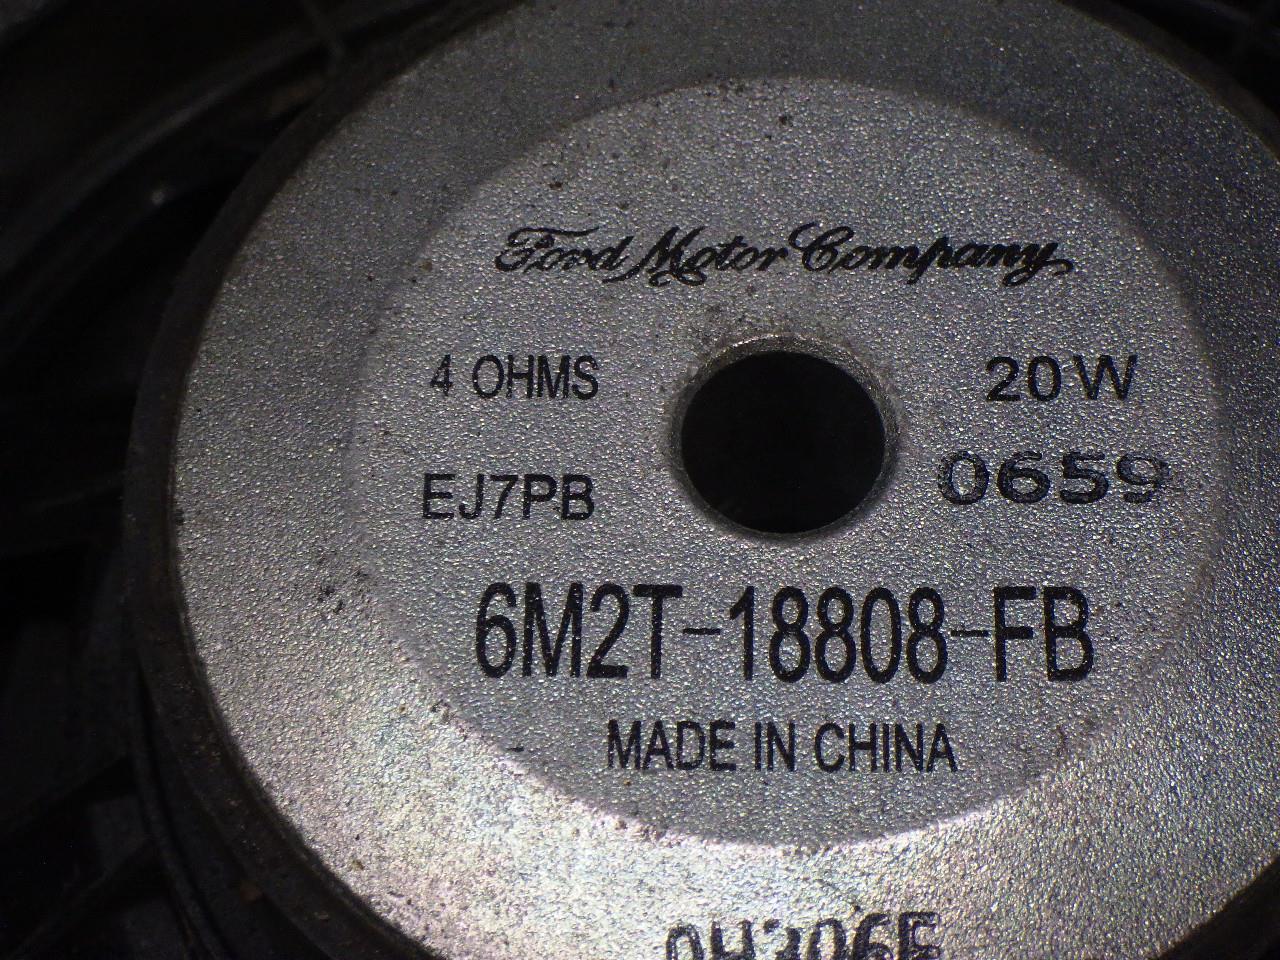 Ford Motor Company
4 OHMS 20W
EJ7PB 0659
6M2T-18808-FB
MADE IN CHINA